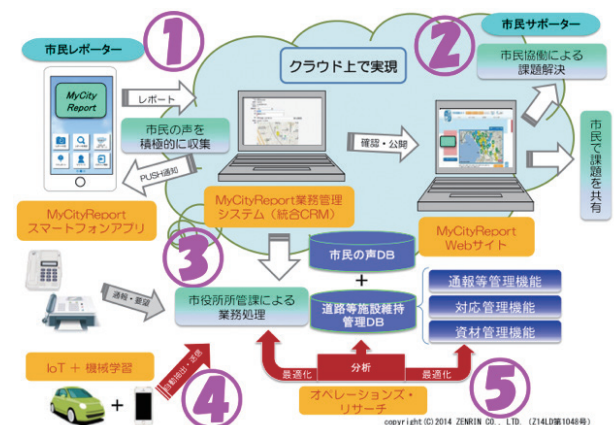 市民レポーター
1
MyCity
Report
レポート
市民の声を
積極的に収集
PUSH通知
MyCityReport
スマートフォンアプリ
クラウド上で実現
MyCityReport業務管理
システム（統合CRM）
確認・公開
2
市民サポーター
市民協働による
課題解決
市民で課題を共有
MyCityReport
Webサイト
3
通報・要望
市役所所管課による
業務処理
市民の声DB
+
道路等施設維持
管理DB
通報等管理機能
対応管理機能
資材管理機能
IoT + 機械学習
+
自動抽出・送信
4
最適化
分析
最適化
オペレーションズ・
リサーチ
5
copyright(C)2014 ZENRIN CO., LTD. (Z14LD第1048号)